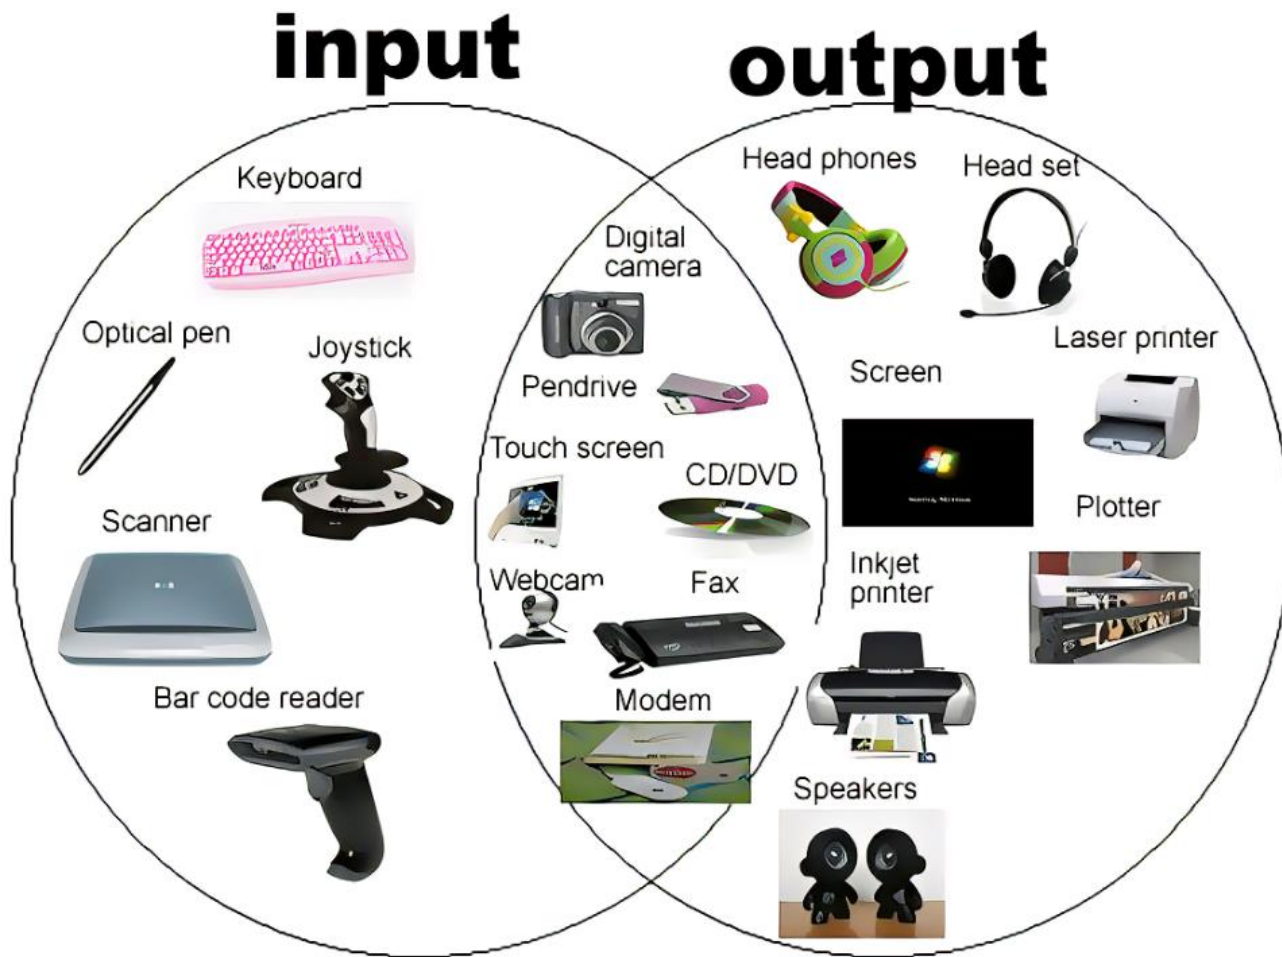 input
output
Keyboard
Optical pen
Joystick
Scanner
Bar code reader
Digital
camera
Pendrive
Touch screen
CD/DVD
Webcam
Fax
Modem
Head phones
Head set
Laser printer
Screen
Plotter
Inkjet
printer
Speakers